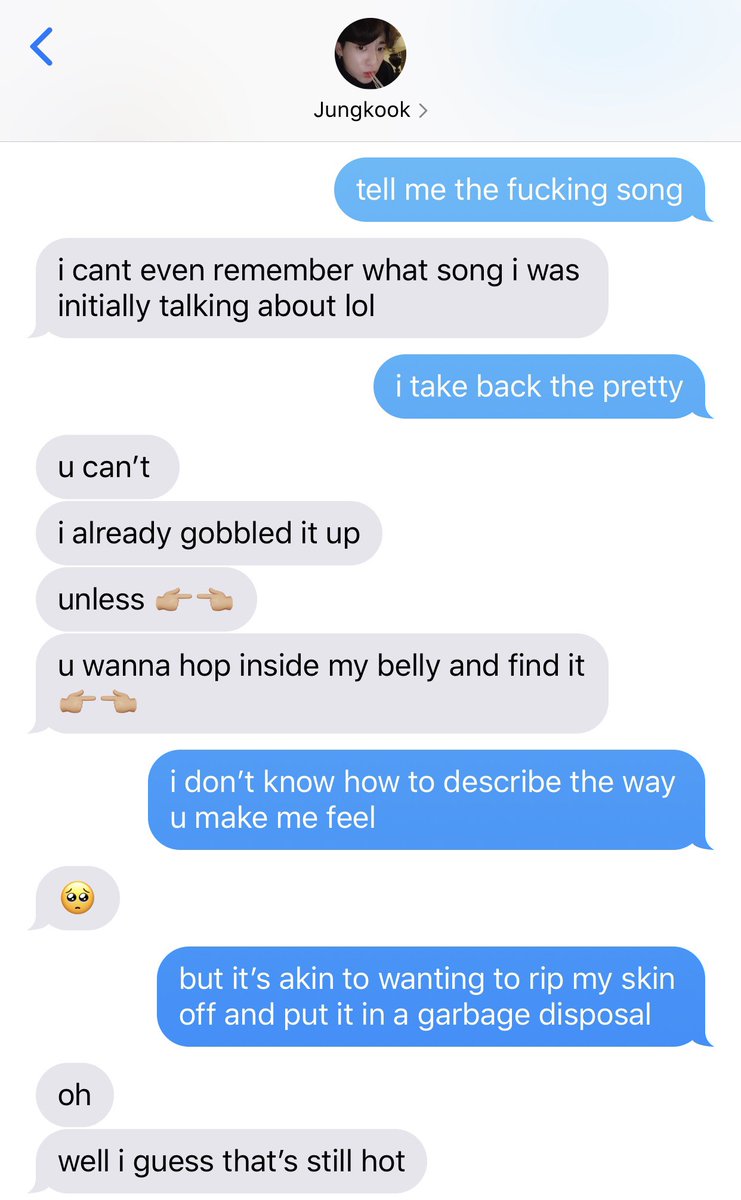 Jungkook
tell me the fucking song
i cant even remember what song i was
initially talking about lol
i take back the pretty
u can’t
i already gobbled it up
unless 🫱🏼🫲🏼
u wanna hop inside my belly and find it
👉🏼👈🏼
i don’t know how to describe the way
u make me feel
🥺
but it’s akin to wanting to rip my skin
off and put it in a garbage disposal
oh
well i guess that’s still hot